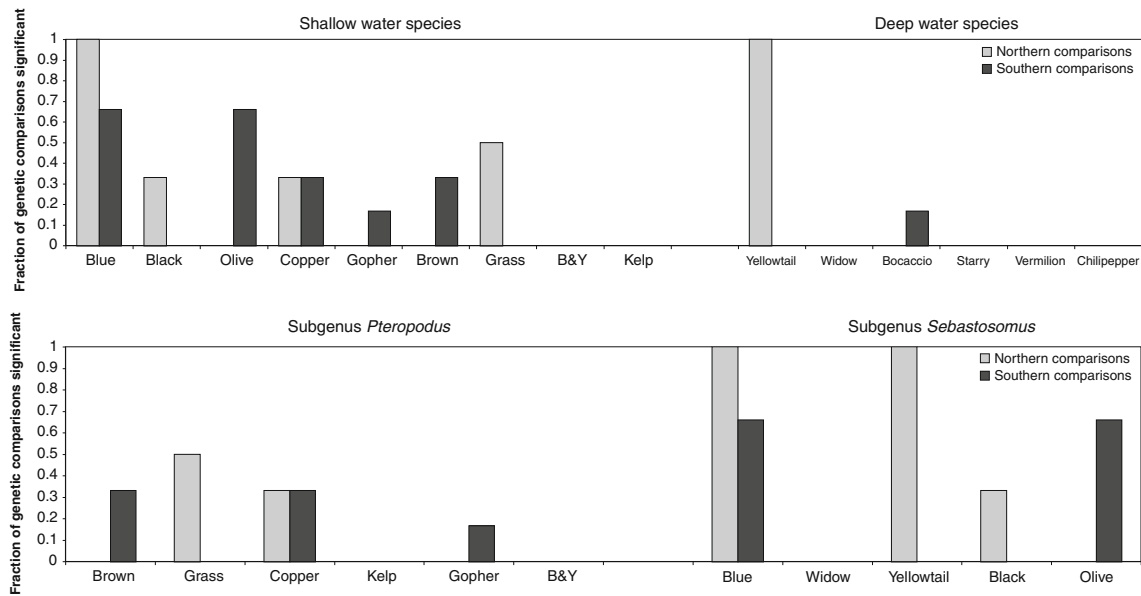 Shallow water species
Deep water species
Fraction of genetic comparisons significant
1
0.9
0.8
0.7
0.6
0.5
0.4
0.3
0.2
0.1
0
Northern comparisons
Southern comparisons
Blue Black Olive Copper Gopher Brown Grass B&Y Kelp
Yellowtail Widow Bocaccio Starry Vermilion Chilipepper
Subgenus Pteropodus
Subgenus Sebastosomus
Fraction of genetic comparisons significant
1
0.9
0.8
0.7
0.6
0.5
0.4
0.3
0.2
0.1
0
Northern comparisons
Southern comparisons
Brown Grass Copper Kelp Gopher B&Y
Blue Widow Yellowtail Black Olive